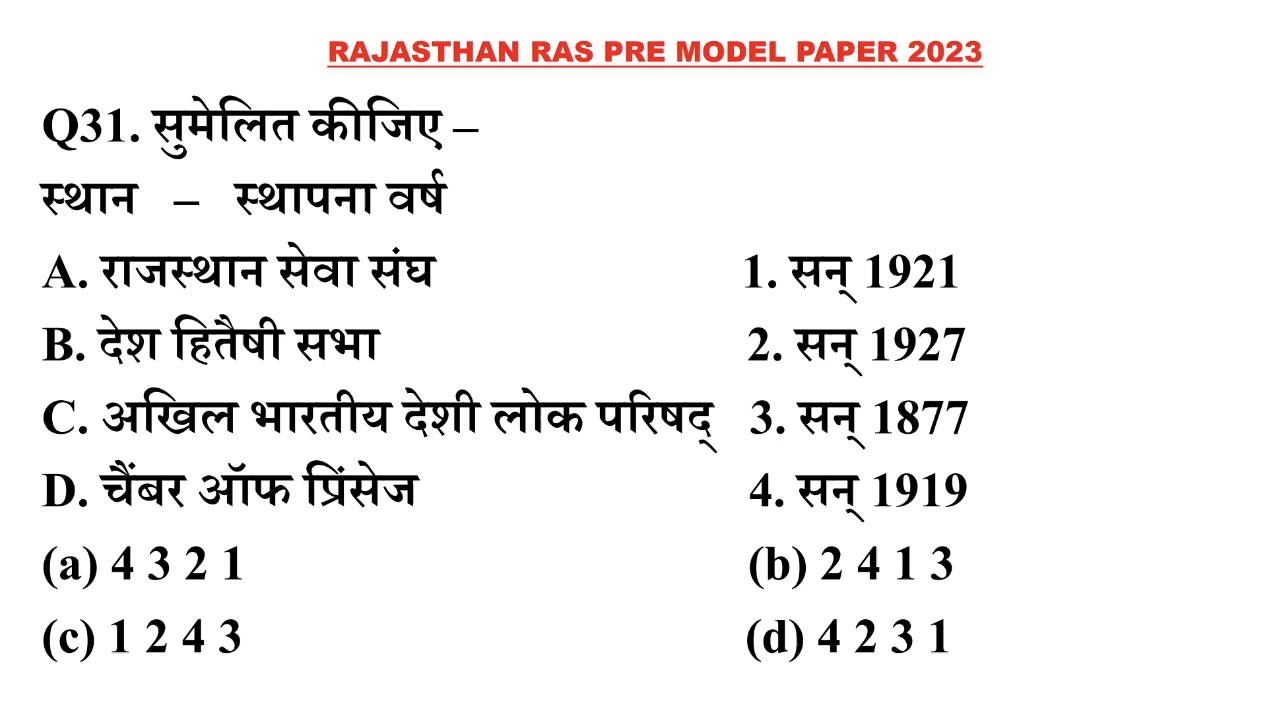 RAJASTHAN RAS PRE MODEL PAPER 2023
Q31. सुमेलित कीजिए –
स्थान – स्थापना वर्ष
A. राजस्थान सेवा संघ 1. सन् 1921
B. देश हितैषी सभा 2. सन् 1927
C. अखिल भारतीय देशी लोक परिषद् 3. सन् 1877
D. चैंबर ऑफ प्रिंसेज 4. सन् 1919
(a) 4 3 2 1 (b) 2 4 1 3
(c) 1 2 4 3 (d) 4 2 3 1